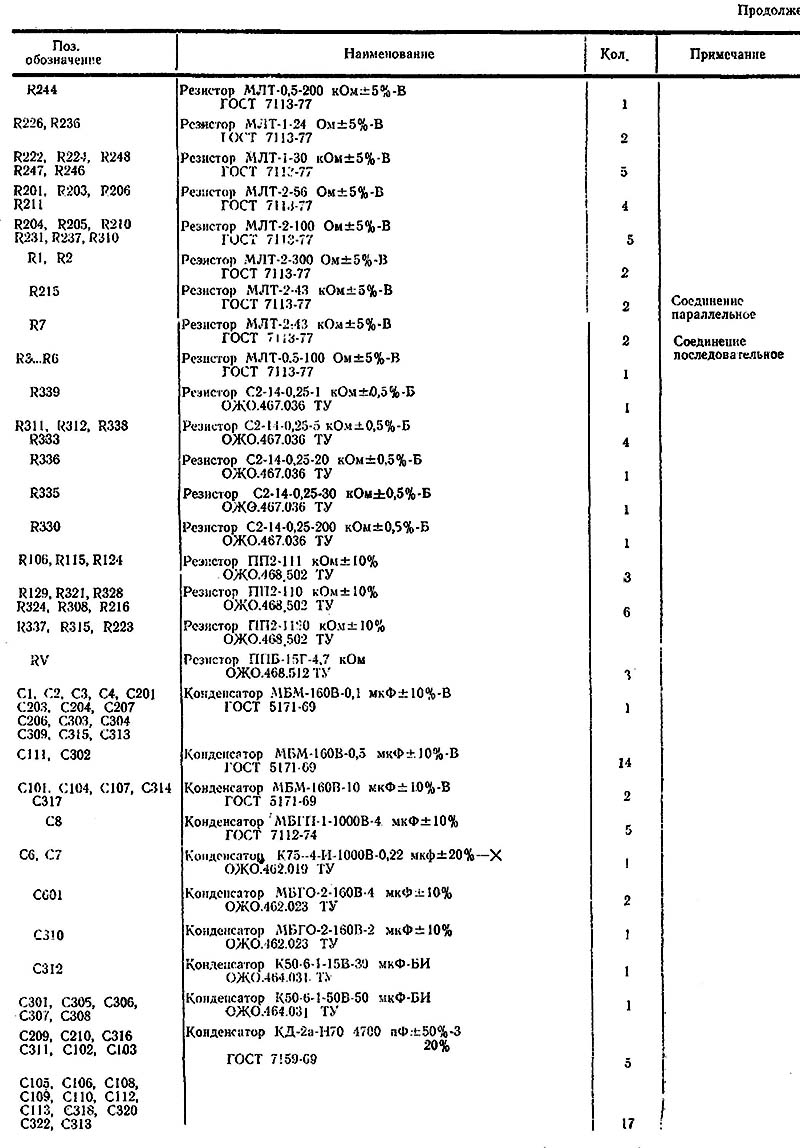 Продолже
Поз. обозначение Наименование Кол. Примечание
R244 Резистор МЛТ-0,5-200 кОм±5%-В
ГОСТ 7113-77 1
R226, R236 Резистор МЛТ-1-24 Ом±5%-В
ГОСТ 7113-77 2
R222, R224, R248 Резистор МЛТ-1-30 кОм±5%-В
R247, R246 ГОСТ 7113-77 5
R201, R203, R206 Резистор МЛТ-2-56 Ом±5%-В
R211 ГОСТ 7113-77 4
R204, R205, R210 Резистор МЛТ-2-100 Ом±5%-В
R231, R237, R310 ГОСТ 7113-77 5
R1, R2 Резистор МЛТ-2-300 Ом±5%-В
ГОСТ 7113-77 2
R215 Резистор МЛТ-2-43 кОм±5%-В
ГОСТ 7113-77 2 Соединение параллельное
R7 Резистор МЛТ-2-43 кОм±5%-В
ГОСТ 7113-77 2 Соединение последовательное
R3...R6 Резистор МЛТ-0.5-100 Ом±5%-В
ГОСТ 7113-77 1
R339 Резистор С2-14-0,25-1 кОм±0,5%-Б
ОЖО.467.036 ТУ 1
R311, R312, R338 Резистор С2-14-0,25-5 кОм±0,5%-Б
R333 ОЖО.467.036 ТУ 4
R336 Резистор С2-14-0,25-20 кОм±0,5%-Б
ОЖО.467.036 ТУ 1
R335 Резистор С2-14-0,25-30 кОм±0,5%-Б
ОЖО.467.036 ТУ 1
R330 Резистор С2-14-0,25-200 кОм±0,5%-Б
ОЖО.467.036 ТУ 1
R106, R115, R124 Резистор ПП2-111 кОм±10%
ОЖО.468.502 ТУ 3
R129, R321, R328 Резистор ПП2-110 кОм±10%
R324, R308, R216 ОЖО.468.502 ТУ 6
R337, R315, R223 Резистор ПП2-1120 кОм±10%
ОЖО.468,502 ТУ
RV Резистор ППБ-15Г-4,7 кОм
ОЖО.468.512 ТУ 3
C1, C2, C3, C4, C201 Конденсатор МБМ-160В-0,1 мкФ±10%-В
C203, C204, C207 ГОСТ 5171-69 1
C206, C303, C304
C309, C315, C313
C111, C302 Конденсатор МБМ-160В-0,5 мкФ±10%-В
ГОСТ 5171-69 14
C101, C104, C107, C314 Конденсатор МБМ-160В-10 мкФ±10%-В
C317 ГОСТ 5171-69 2
C8 Конденсатор МБГП-1-1000В-4 мкФ±10%
ГОСТ 7112-74 5
C6, C7 Конденсатор К75--4-И-1000В-0,22 мкф±20%—Х
ОЖО.462.019 ТУ 1
C601 Конденсатор МБГО-2-160В-4 мкФ±10%
ОЖО.462.023 ТУ 2
C310 Конденсатор МБГО-2-160В-2 мкФ±10%
ОЖО.462.023 ТУ 1
C312 Конденсатор К50-6-1-15В-30 мкФ-БИ
ОЖО.464.031 ТУ 1
C301, C305, C306, Конденсатор К50-6-1-50В-50 мкФ-БИ
C307, C308 ОЖО.464.031 ТУ 1
C209, C210, C316 Конденсатор КД-2а-Н70 4700 пФ±50%-3
C311, C102, C103 20%
ГОСТ 7159-69 5
C105, C106, C108,
C109, C110, C112,
C113, C318, C320
C322, C313 17